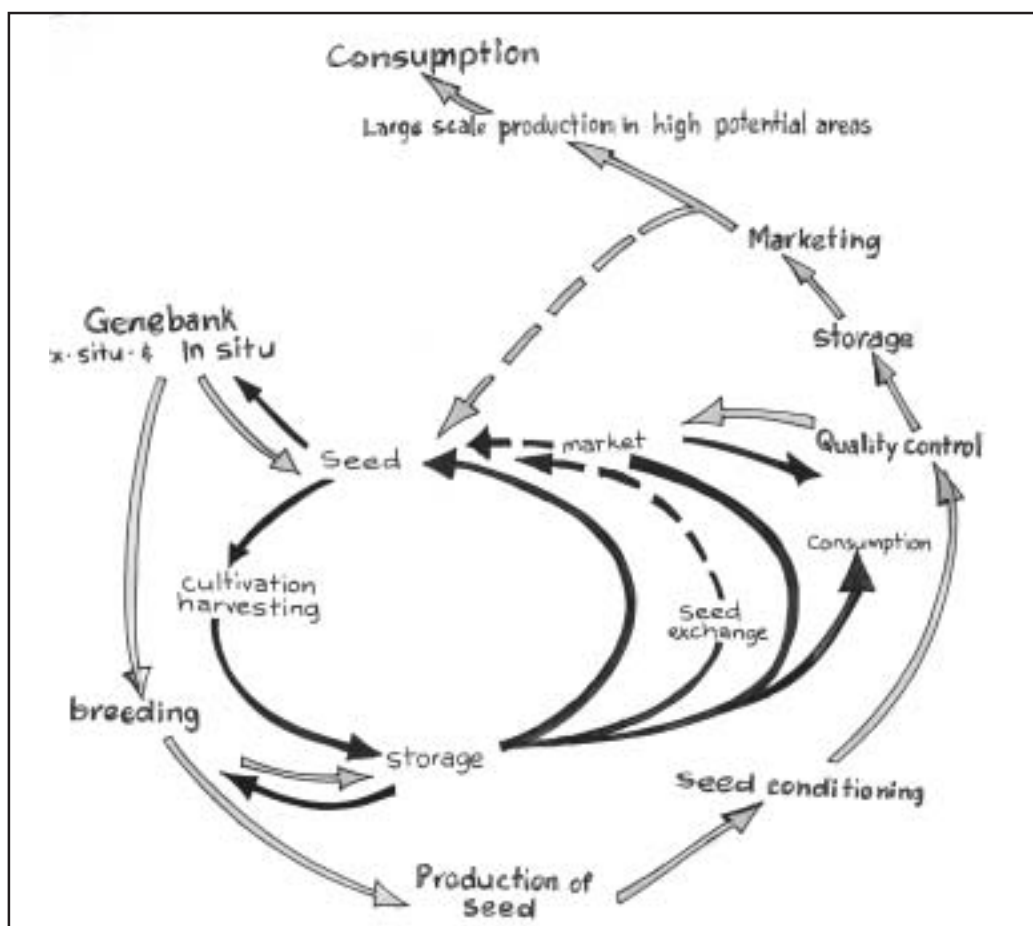 Consumption
Large scale production in high potential areas
Marketing
Genebank
x-situ-& In situ
storage
Seed
market
Quality control
Consumption
cultivation
harvesting
Seed
exchange
breeding
storage
Seed conditioning
Production of
seed